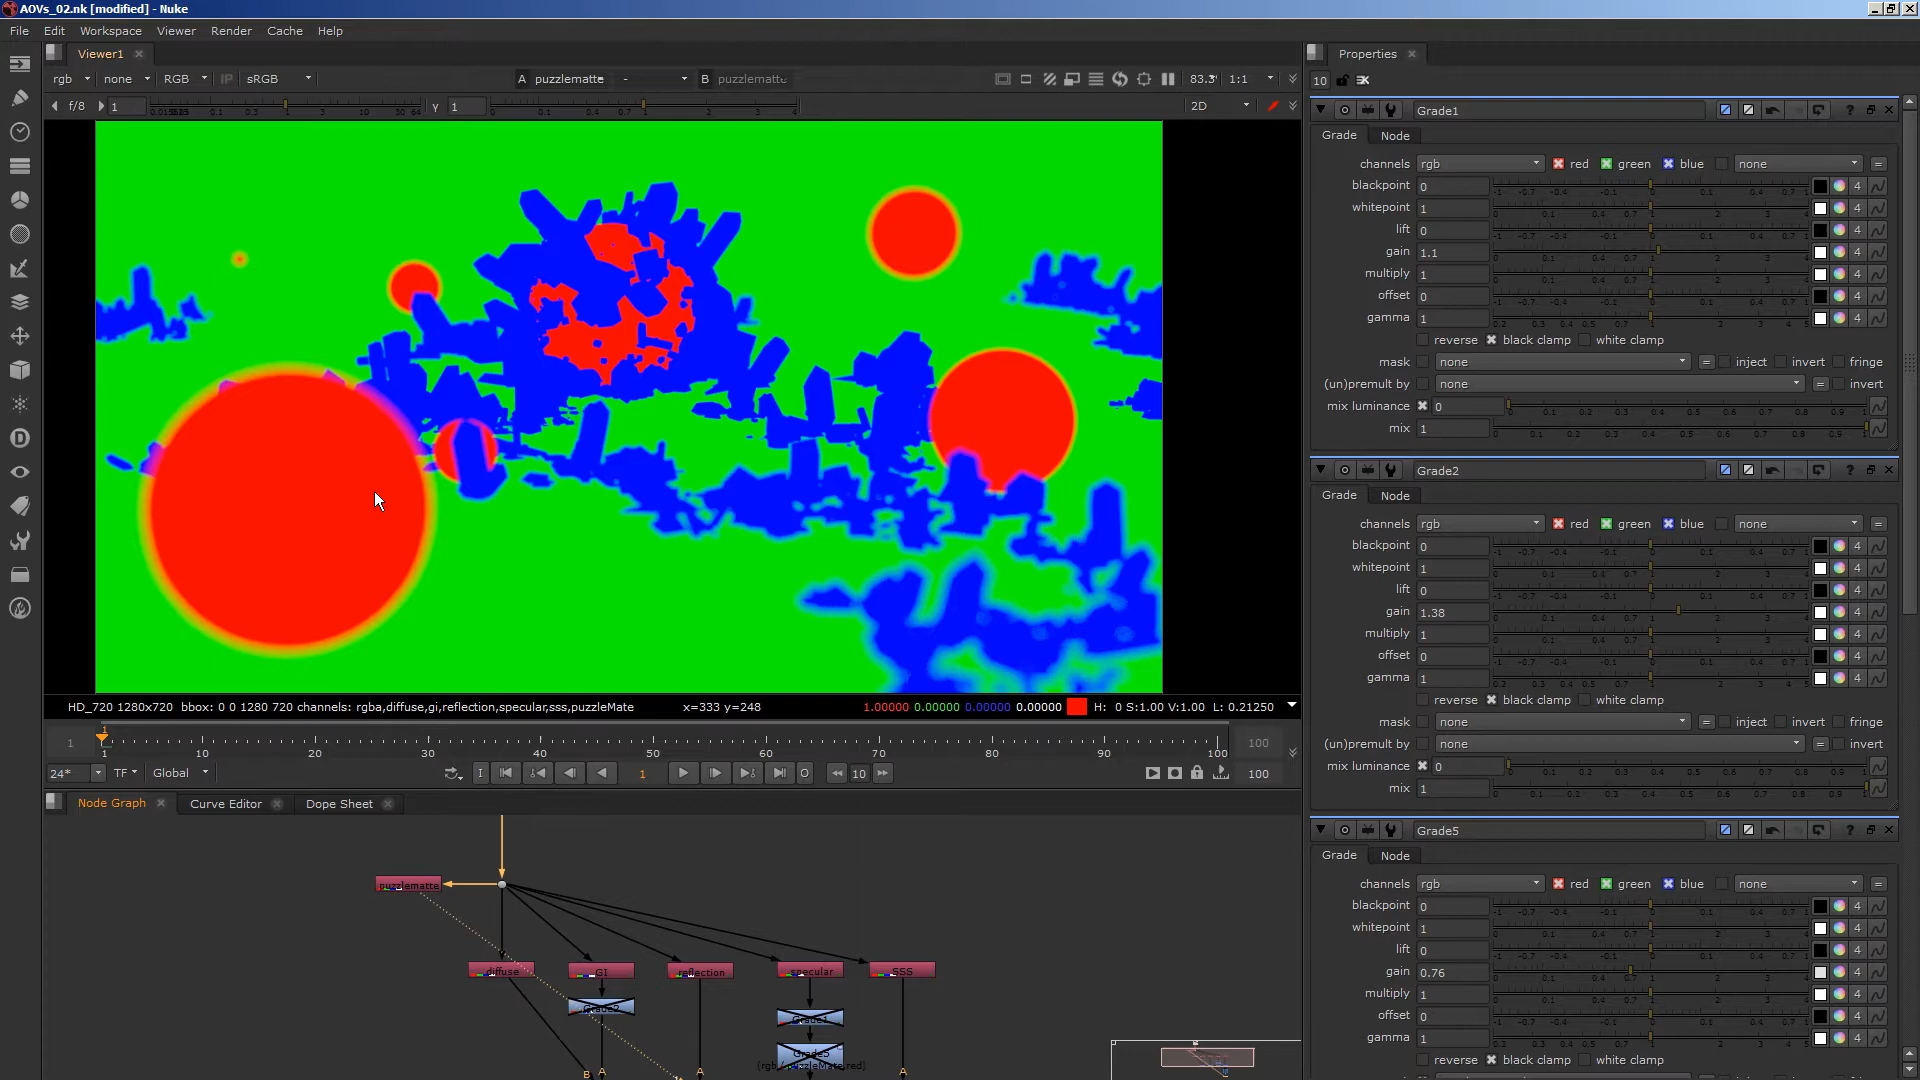 AOVs_02.nk [modified] - Nuke
File Edit Workspace Viewer Render Cache Help
Viewer1
Properties
rgb none RGB IP sRGB A puzzlematte - B puzzlematte 83.3 1:1
10
f/8 1 γ 1 2D
Grade1
Grade Node
channels rgb red green blue none =
blackpoint 0
whitepoint 1
lift 0
gain 1.1
multiply 1
offset 0
gamma 1
reverse black clamp white clamp
mask none = inject invert fringe
(un)premult by none = invert
mix luminance 0
mix 1
Grade2
Grade Node
channels rgb red green blue none =
blackpoint 0
whitepoint 1
lift 0
gain 1.38
multiply 1
offset 0
gamma 1
reverse black clamp white clamp
mask none = inject invert fringe
(un)premult by none = invert
mix luminance 0
mix 1
Grade5
Grade Node
channels rgb red green blue none =
blackpoint 0
whitepoint 1
lift 0
gain 0.76
multiply 1
offset 0
gamma 1
reverse black clamp white clamp
HD_720 1280x720 bbox: 0 0 1280 720 channels: rgba,diffuse,gi,reflection,specular,sss,puzzleMate x=333 y=248 1.00000 0.00000 0.00000 0.00000 H: 0 S:1.00 V:1.00 L: 0.21250
1 1 10 20 30 40 50 60 70 80 90 100 100
24* TF Global I 1 O 10 100
Node Graph Curve Editor Dope Sheet
puzzlematte
diffuse GI reflection specular SSS
Grade2 Grade1
Grade5
(rgb / puzzleMate.red)
B A A A A